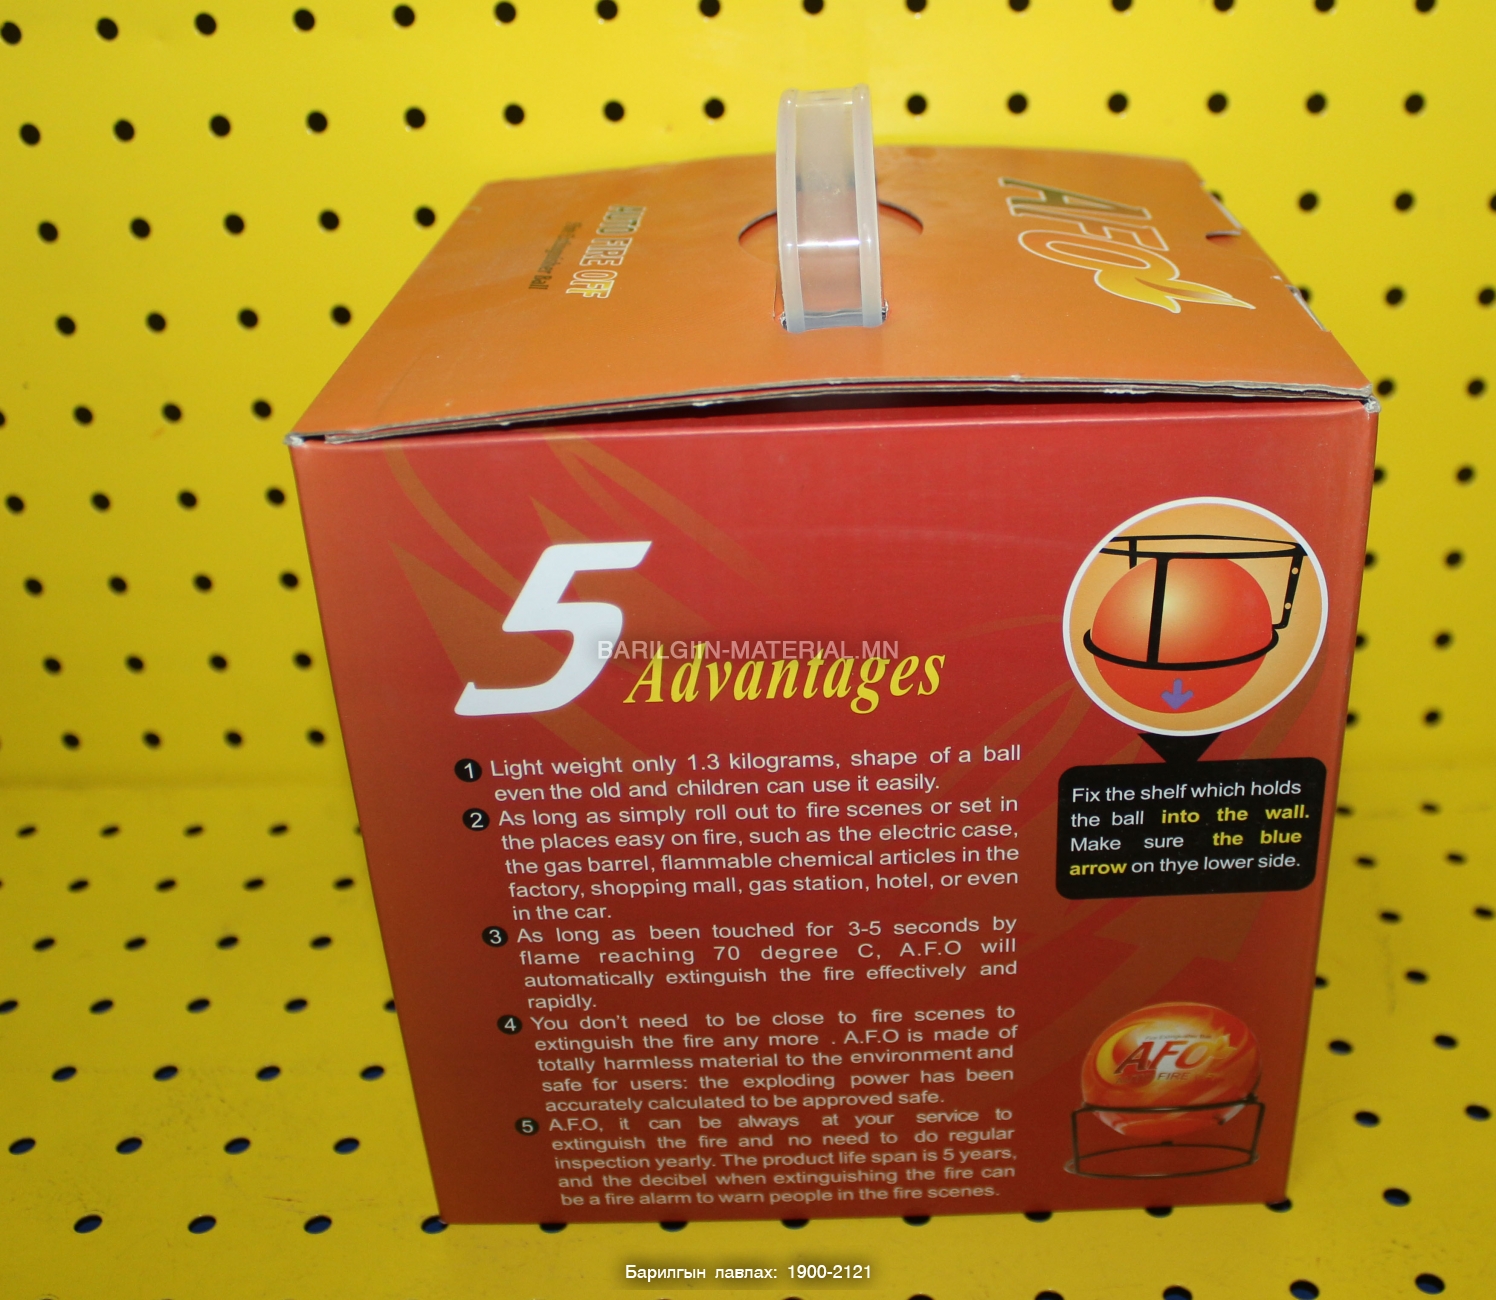 AFO
AUTO FIRE OFF
Fire Extinguisher Ball
5 Advantages
BARILGIIN-MATERIAL.MN
1 Light weight only 1.3 kilograms, shape of a ball
even the old and children can use it easily.
2 As long as simply roll out to fire scenes or set in
the places easy on fire, such as the electric case,
the gas barrel, flammable chemical articles in the
factory, shopping mall, gas station, hotel, or even
in the car.
3 As long as been touched for 3-5 seconds by
flame reaching 70 degree C, A.F.O will
automatically extinguish the fire effectively and
rapidly.
4 You don't need to be close to fire scenes to
extinguish the fire any more . A.F.O is made of
totally harmless material to the environment and
safe for users: the exploding power has been
accurately calculated to be approved safe.
5 A.F.O, it can be always at your service to
extinguish the fire and no need to do regular
inspection yearly. The product life span is 5 years,
and the decibel when extinguishing the fire can
be a fire alarm to warn people in the fire scenes.
Fix the shelf which holds
the ball into the wall.
Make sure the blue
arrow on thye lower side.
AFO
FIRE
Барилгын лавлах: 1900-2121